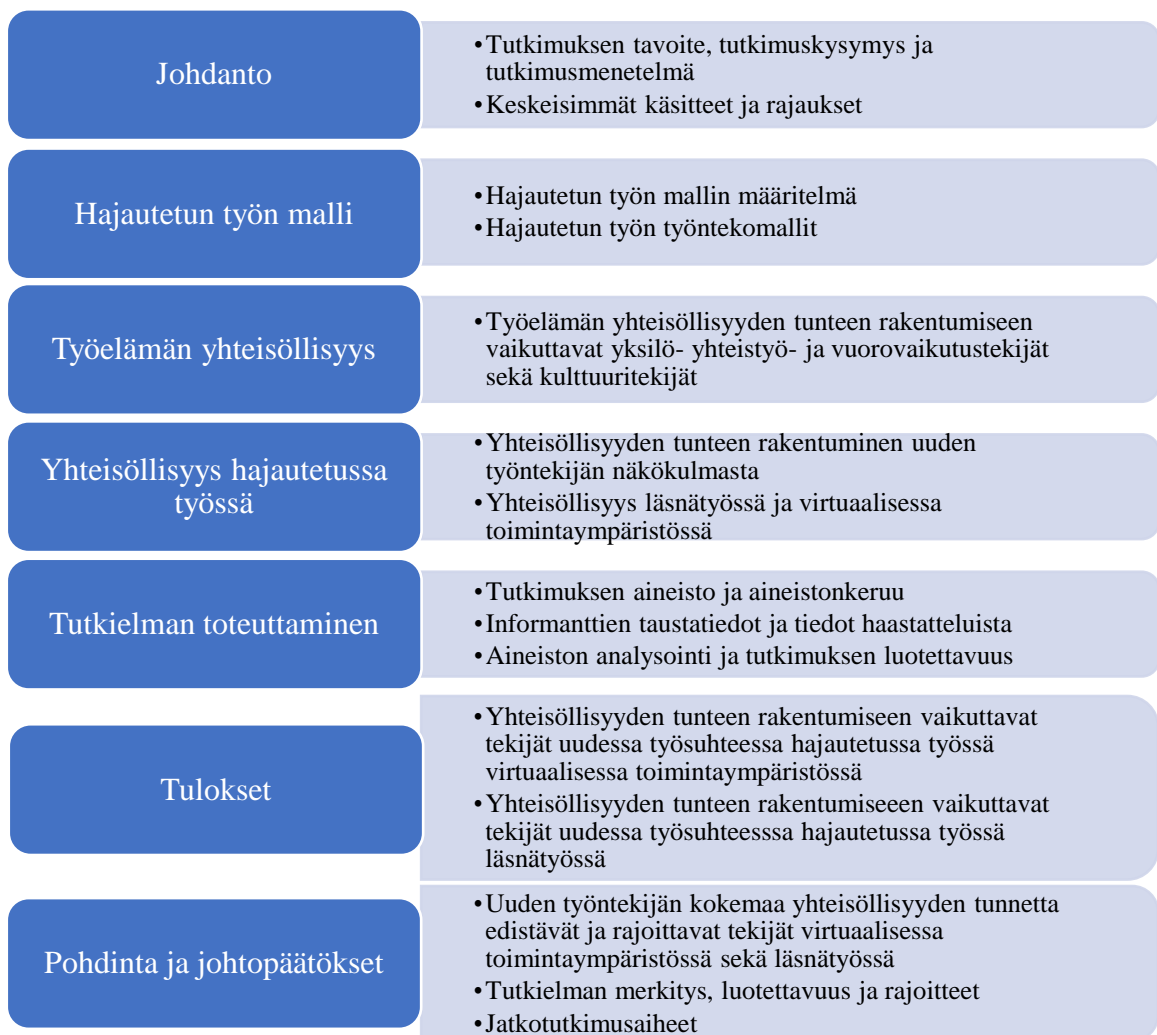 Johdanto
•Tutkimuksen tavoite, tutkimuskysymys ja
tutkimusmenetelmä
•Keskeisimmät käsitteet ja rajaukset
Hajautetun työn malli
•Hajautetun työn mallin määritelmä
•Hajautetun työn työntekomallit
Työelämän yhteisöllisyys
•Työelämän yhteisöllisyyden tunteen rakentumiseen
vaikuttavat yksilö- yhteistyö- ja vuorovaikutustekijät
sekä kulttuuritekijät
Yhteisöllisyys hajautetussa
työssä
•Yhteisöllisyyden tunteen rakentuminen uuden
työntekijän näkökulmasta
•Yhteisöllisyys läsnätyössä ja virtuaalisessa
toimintaympäristössä
Tutkielman toteuttaminen
•Tutkimuksen aineisto ja aineistonkeruu
•Informanttien taustatiedot ja tiedot haastatteluista
•Aineiston analysointi ja tutkimuksen luotettavuus
Tulokset
•Yhteisöllisyyden tunteen rakentumiseen vaikuttavat
tekijät uudessa työsuhteessa hajautetussa työssä
virtuaalisessa toimintaympäristössä
•Yhteisöllisyyden tunteen rakentumiseeen vaikuttavat
tekijät uudessa työsuhteesssa hajautetussa työssä
läsnätyössä
Pohdinta ja johtopäätökset
•Uuden työntekijän kokemaa yhteisöllisyyden tunnetta
edistävät ja rajoittavat tekijät virtuaalisessa
toimintaympäristössä sekä läsnätyössä
•Tutkielman merkitys, luotettavuus ja rajoitteet
•Jatkotutkimusaiheet